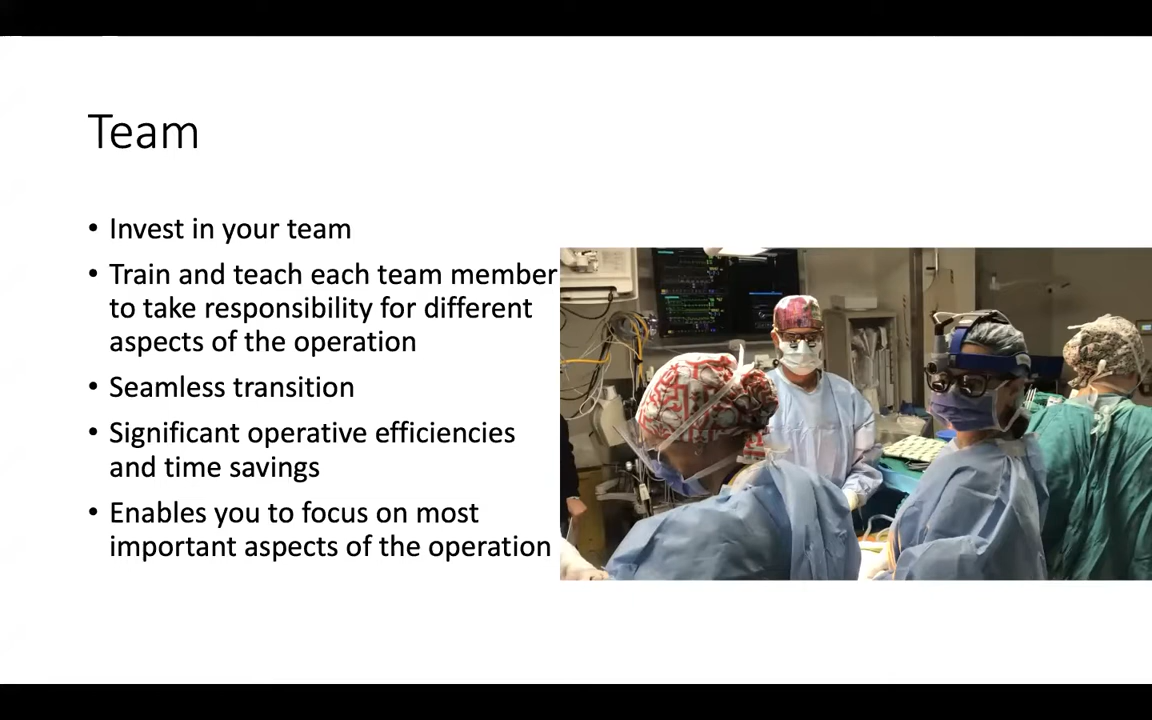 Team
• Invest in your team
• Train and teach each team member
to take responsibility for different
aspects of the operation
• Seamless transition
• Significant operative efficiencies
and time savings
• Enables you to focus on most
important aspects of the operation